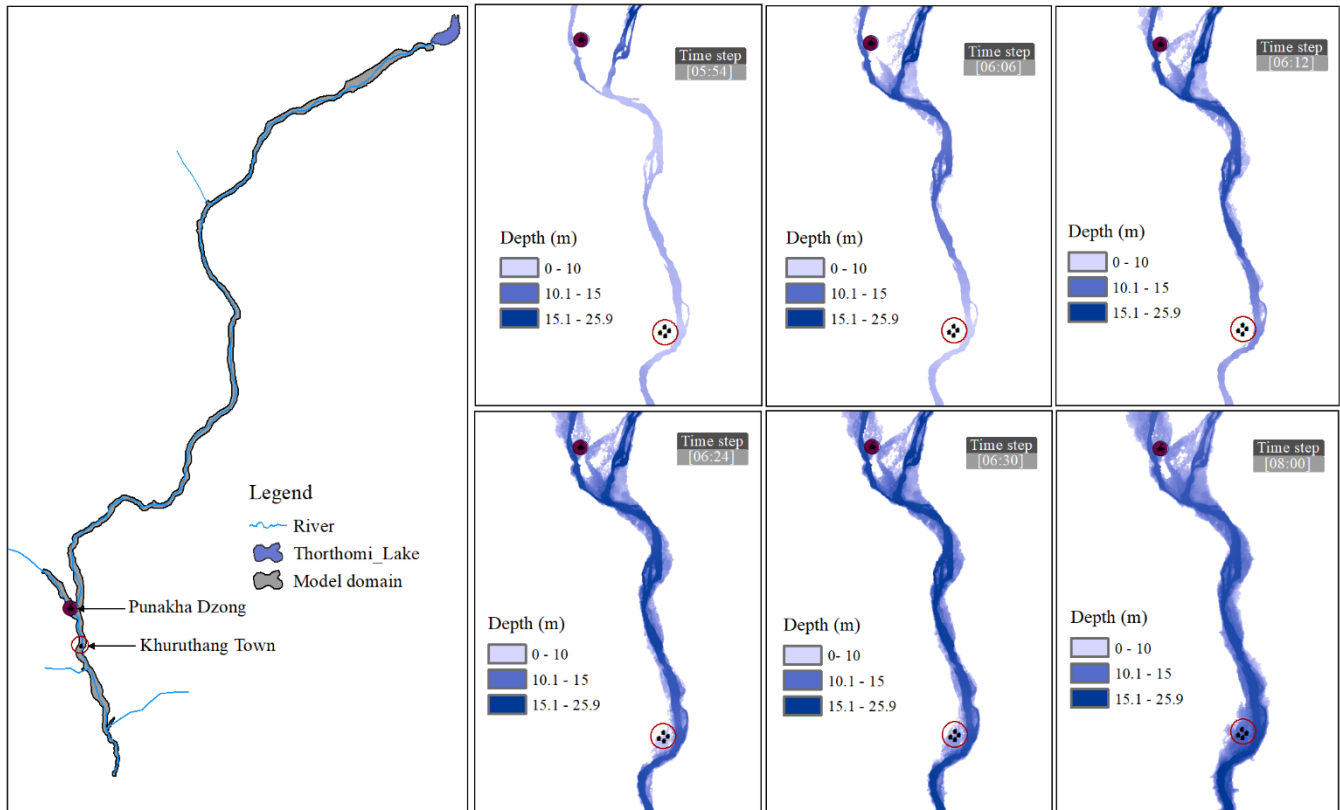 Legend
River
Thorthomi_Lake
Model domain
Punakha Dzong
Khuruthang Town
Time step
[05:54]
Depth (m)
0 - 10
10.1 - 15
15.1 - 25.9
Time step
[06:06]
Depth (m)
0 - 10
10.1 - 15
15.1 - 25.9
Time step
[06:12]
Depth (m)
0 - 10
10.1 - 15
15.1 - 25.9
Time step
[06:24]
Depth (m)
0 - 10
10.1 - 15
15.1 - 25.9
Time step
[06:30]
Depth (m)
0 - 10
10.1 - 15
15.1 - 25.9
Time step
[08:00]
Depth (m)
0 - 10
10.1 - 15
15.1 - 25.9